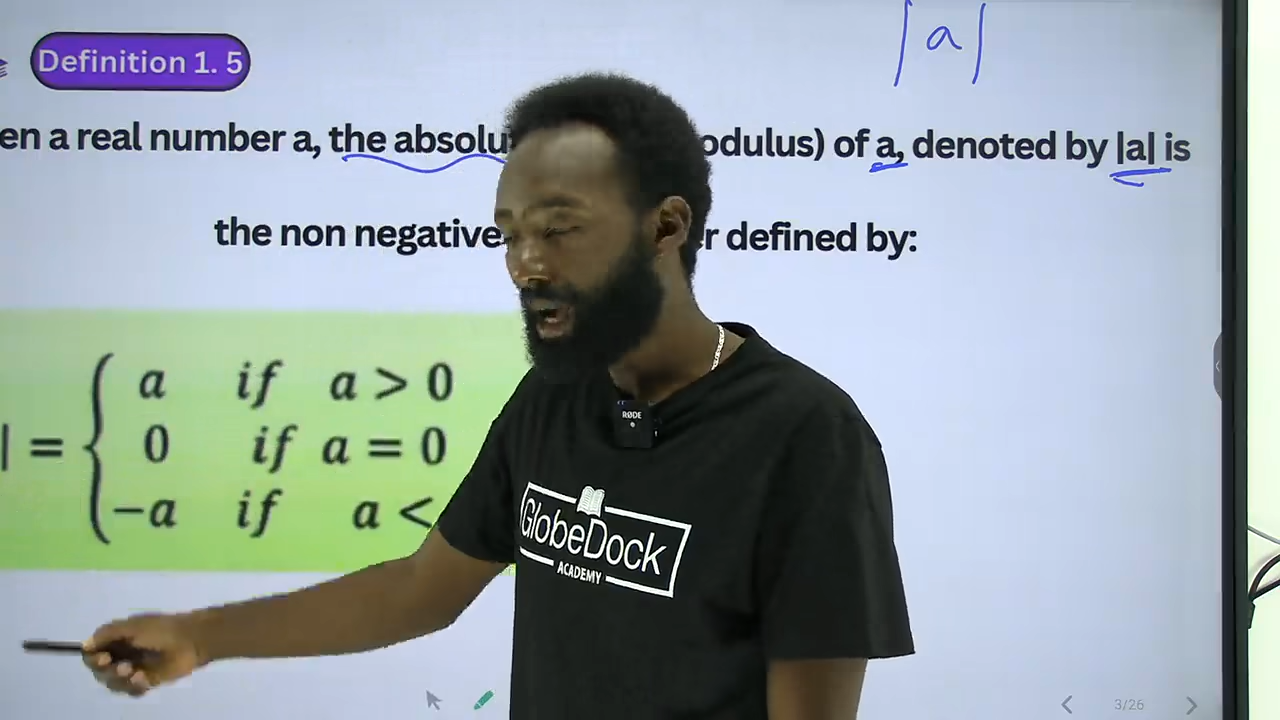 |a|
Definition 1. 5
en a real number a, the absolu odulus) of a, denoted by |a| is
the non negative r defined by:
a if a > 0
| = { 0 if a = 0
-a if a <
RØDE
GlobeDock
ACADEMY
3/26